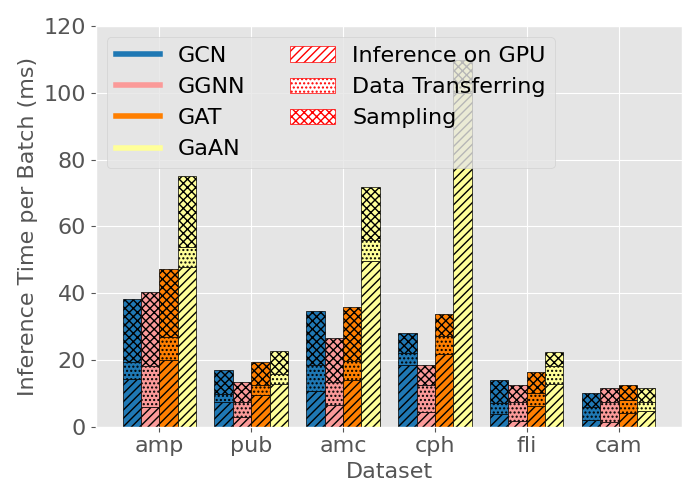 120
100
80
60
40
20
0
Inference Time per Batch (ms)
GCN
GGNN
GAT
GaAN
Inference on GPU
Data Transferring
Sampling
amp pub amc cph fli cam
Dataset